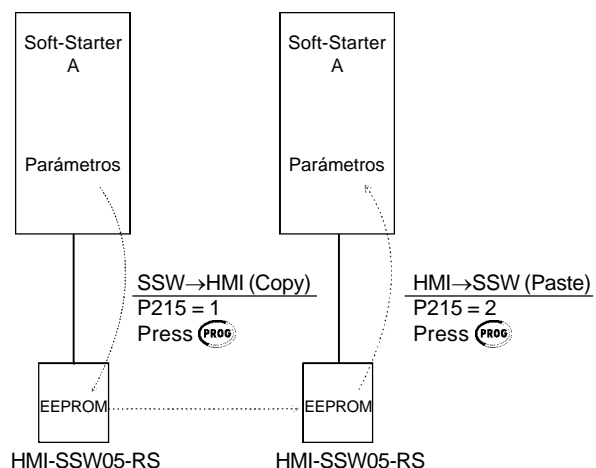 Soft-Starter
A
Parámetros
SSW→HMI (Copy)
P215 = 1
Press PROG
EEPROM
HMI-SSW05-RS
Soft-Starter
A
Parámetros
HMI→SSW (Paste)
P215 = 2
Press PROG
EEPROM
HMI-SSW05-RS